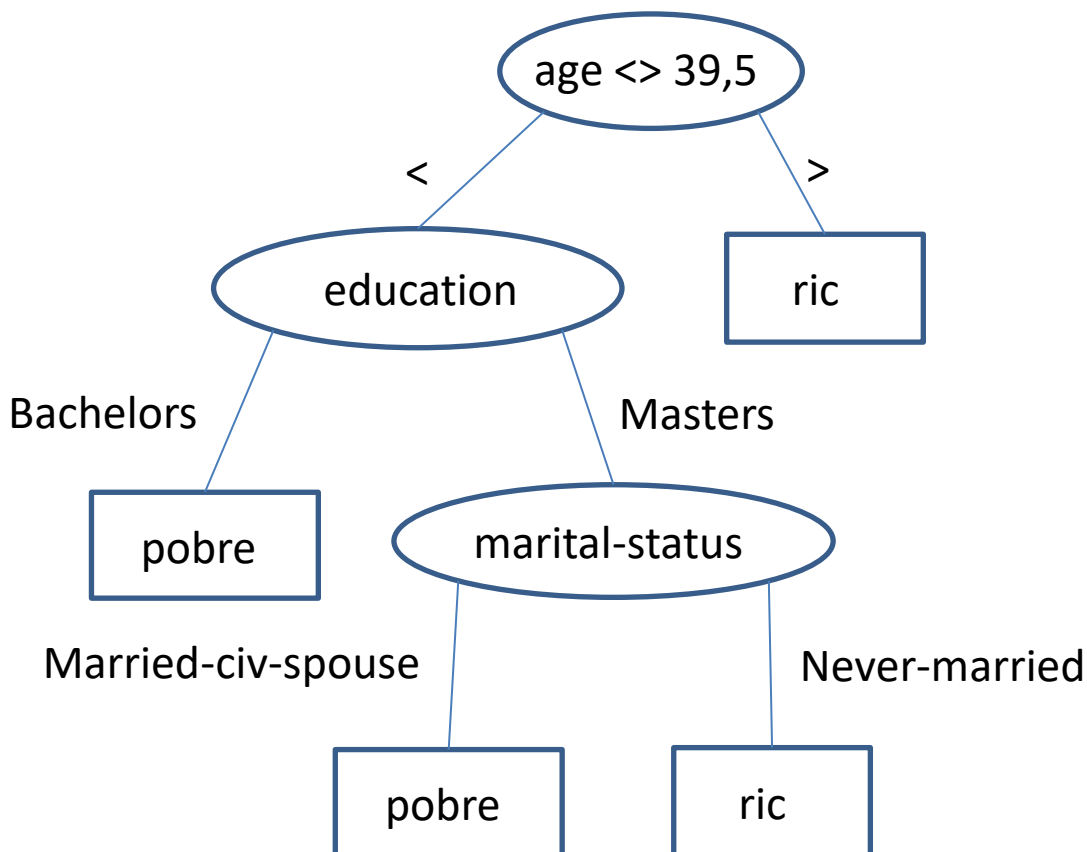 age <> 39,5
<
>
education
ric
Bachelors
Masters
pobre
marital-status
Married-civ-spouse
Never-married
pobre
ric